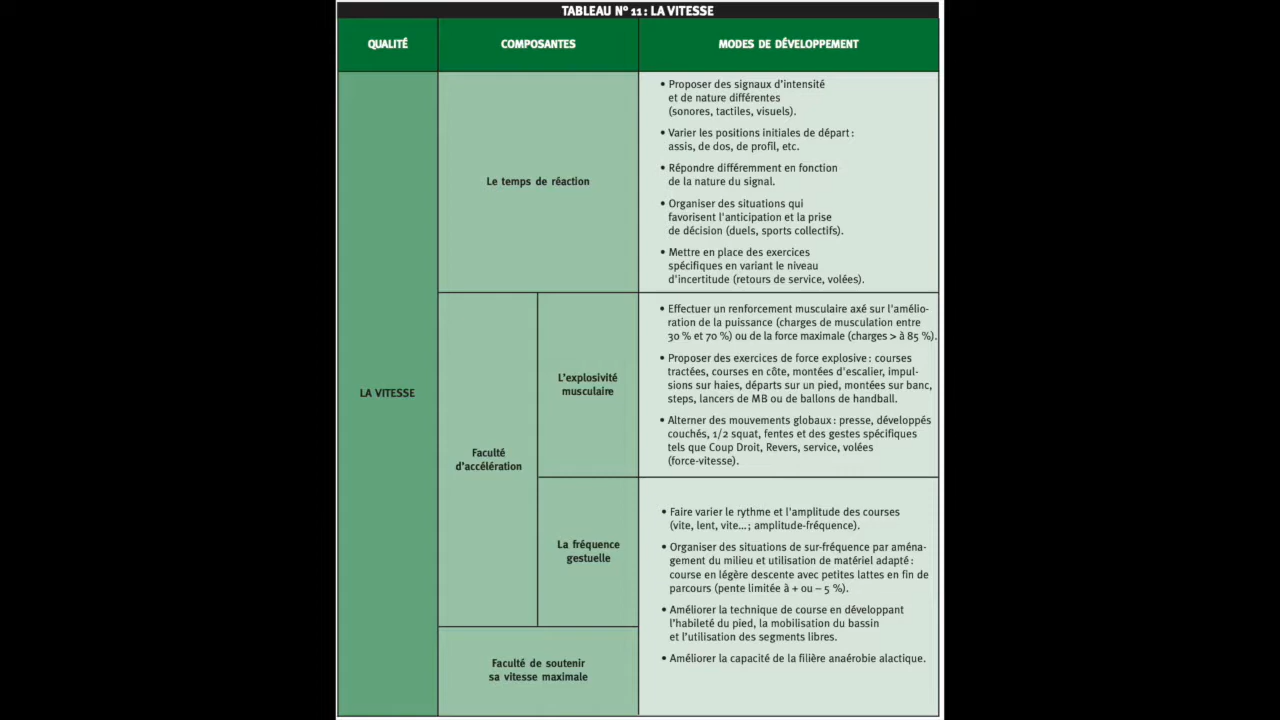 TABLEAU N° 11 : LA VITESSE
QUALITÉ
COMPOSANTES
MODES DE DÉVELOPPEMENT
LA VITESSE
Le temps de réaction
• Proposer des signaux d'intensité
et de nature différentes
(sonores, tactiles, visuels).
• Varier les positions initiales de départ :
assis, de dos, de profil, etc.
• Répondre différemment en fonction
de la nature du signal.
• Organiser des situations qui
favorisent l'anticipation et la prise
de décision (duels, sports collectifs).
• Mettre en place des exercices
spécifiques en variant le niveau
d'incertitude (retours de service, volées).
Faculté
d'accélération
L'explosivité
musculaire
• Effectuer un renforcement musculaire axé sur l'amélio-
ration de la puissance (charges de musculation entre
30 % et 70 %) ou de la force maximale (charges > à 85 %).
• Proposer des exercices de force explosive : courses
tractées, courses en côte, montées d'escalier, impul-
sions sur haies, départs sur un pied, montées sur banc,
steps, lancers de MB ou de ballons de handball.
• Alterner des mouvements globaux : presse, développés
couchés, 1/2 squat, fentes et des gestes spécifiques
tels que Coup Droit, Revers, service, volées
(force-vitesse).
La fréquence
gestuelle
• Faire varier le rythme et l'amplitude des courses
(vite, lent, vite... ; amplitude-fréquence).
• Organiser des situations de sur-fréquence par aména-
gement du milieu et utilisation de matériel adapté :
course en légère descente avec petites lattes en fin de
parcours (pente limitée à + ou – 5 %).
• Améliorer la technique de course en développant
l'habileté du pied, la mobilisation du bassin
et l'utilisation des segments libres.
• Améliorer la capacité de la filière anaérobie alactique.
Faculté de soutenir
sa vitesse maximale